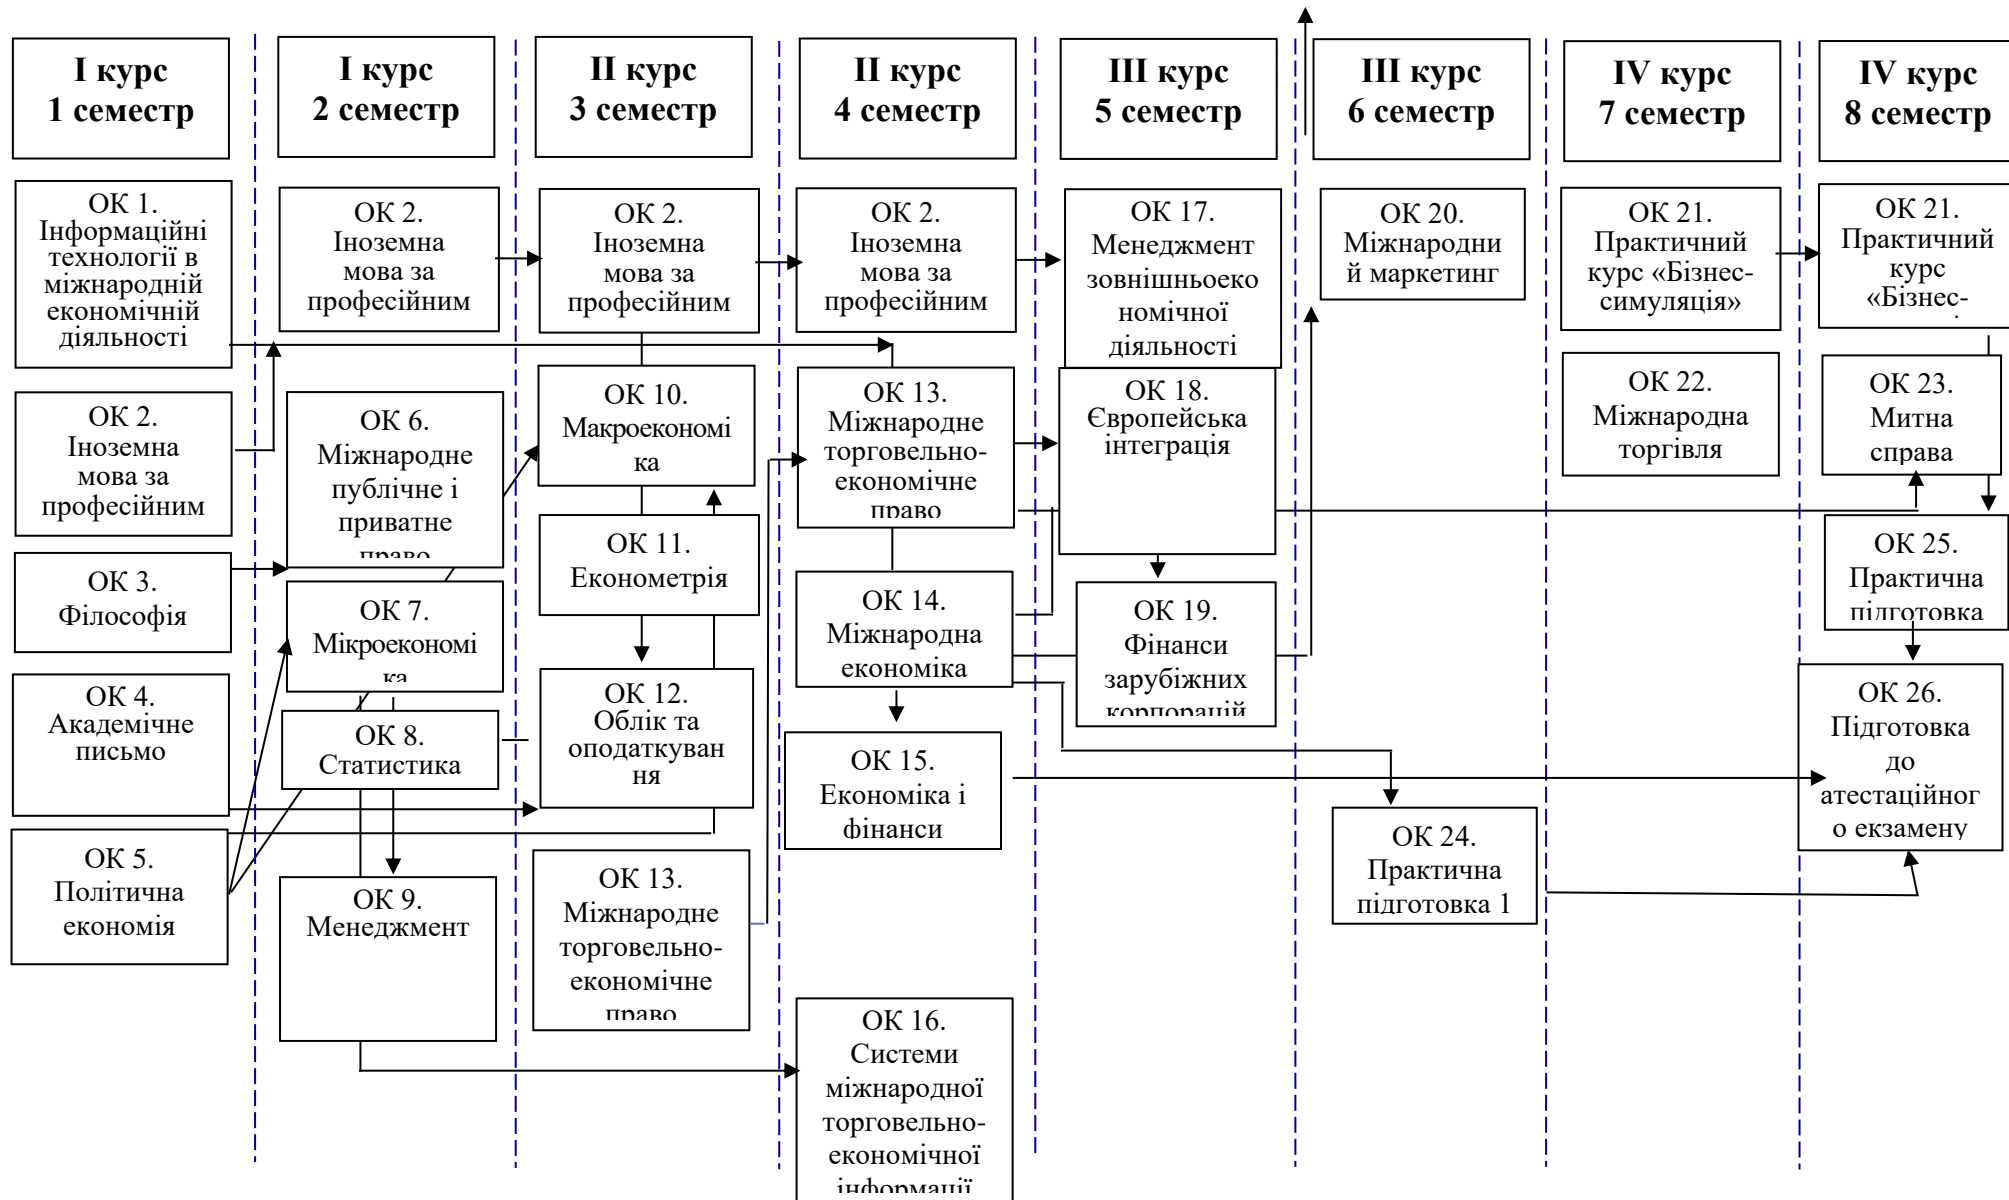 I курс
1 семестр
I курс
2 семестр
II курс
3 семестр
II курс
4 семестр
III курс
5 семестр
III курс
6 семестр
IV курс
7 семестр
IV курс
8 семестр
ОК 1.
Інформаційні
технології в
міжнародній
економічній
діяльності
ОК 2.
Іноземна
мова за
професійним
ОК 3.
Філософія
ОК 4.
Академічне
письмо
ОК 5.
Політична
економія
ОК 2.
Іноземна
мова за
професійним
ОК 6.
Міжнародне
публічне і
приватне
право
ОК 7.
Мікроекономі
ка
ОК 8.
Статистика
ОК 9.
Менеджмент
ОК 2.
Іноземна
мова за
професійним
ОК 10.
Макроекономі
ка
ОК 11.
Економетрія
ОК 12.
Облік та
оподаткуван
ня
ОК 13.
Міжнародне
торговельно-
економічне
право
ОК 2.
Іноземна
мова за
професійним
ОК 13.
Міжнародне
торговельно-
економічне
право
ОК 14.
Міжнародна
економіка
ОК 15.
Економіка і
фінанси
ОК 16.
Системи
міжнародної
торговельно-
економічної
інформації
ОК 17.
Менеджмент
зовнішньоеко
номічної
діяльності
ОК 18.
Європейська
інтеграція
ОК 19.
Фінанси
зарубіжних
корпорацій
ОК 20.
Міжнародни
й маркетинг
ОК 24.
Практична
підготовка 1
ОК 21.
Практичний
курс «Бізнес-
симуляція»
ОК 22.
Міжнародна
торгівля
ОК 21.
Практичний
курс
«Бізнес-
ОК 23.
Митна
справа
ОК 25.
Практична
підготовка
ОК 26.
Підготовка
до
атестаційног
о екзамену